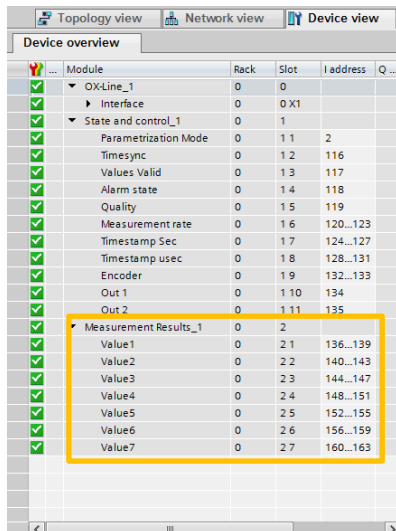 Topology view Network view Device view
Device overview
... Module Rack Slot I address Q ...
OX-Line_1 0 0
Interface 0 0 X1
State and control_1 0 1
Parametrization Mode 0 1 1 2
Timesync 0 1 2 116
Values Valid 0 1 3 117
Alarm state 0 1 4 118
Quality 0 1 5 119
Measurement rate 0 1 6 120...123
Timestamp Sec 0 1 7 124...127
Timestamp usec 0 1 8 128...131
Encoder 0 1 9 132...133
Out 1 0 1 10 134
Out 2 0 1 11 135
Measurement Results_1 0 2
Value1 0 2 1 136...139
Value2 0 2 2 140...143
Value3 0 2 3 144...147
Value4 0 2 4 148...151
Value5 0 2 5 152...155
Value6 0 2 6 156...159
Value7 0 2 7 160...163